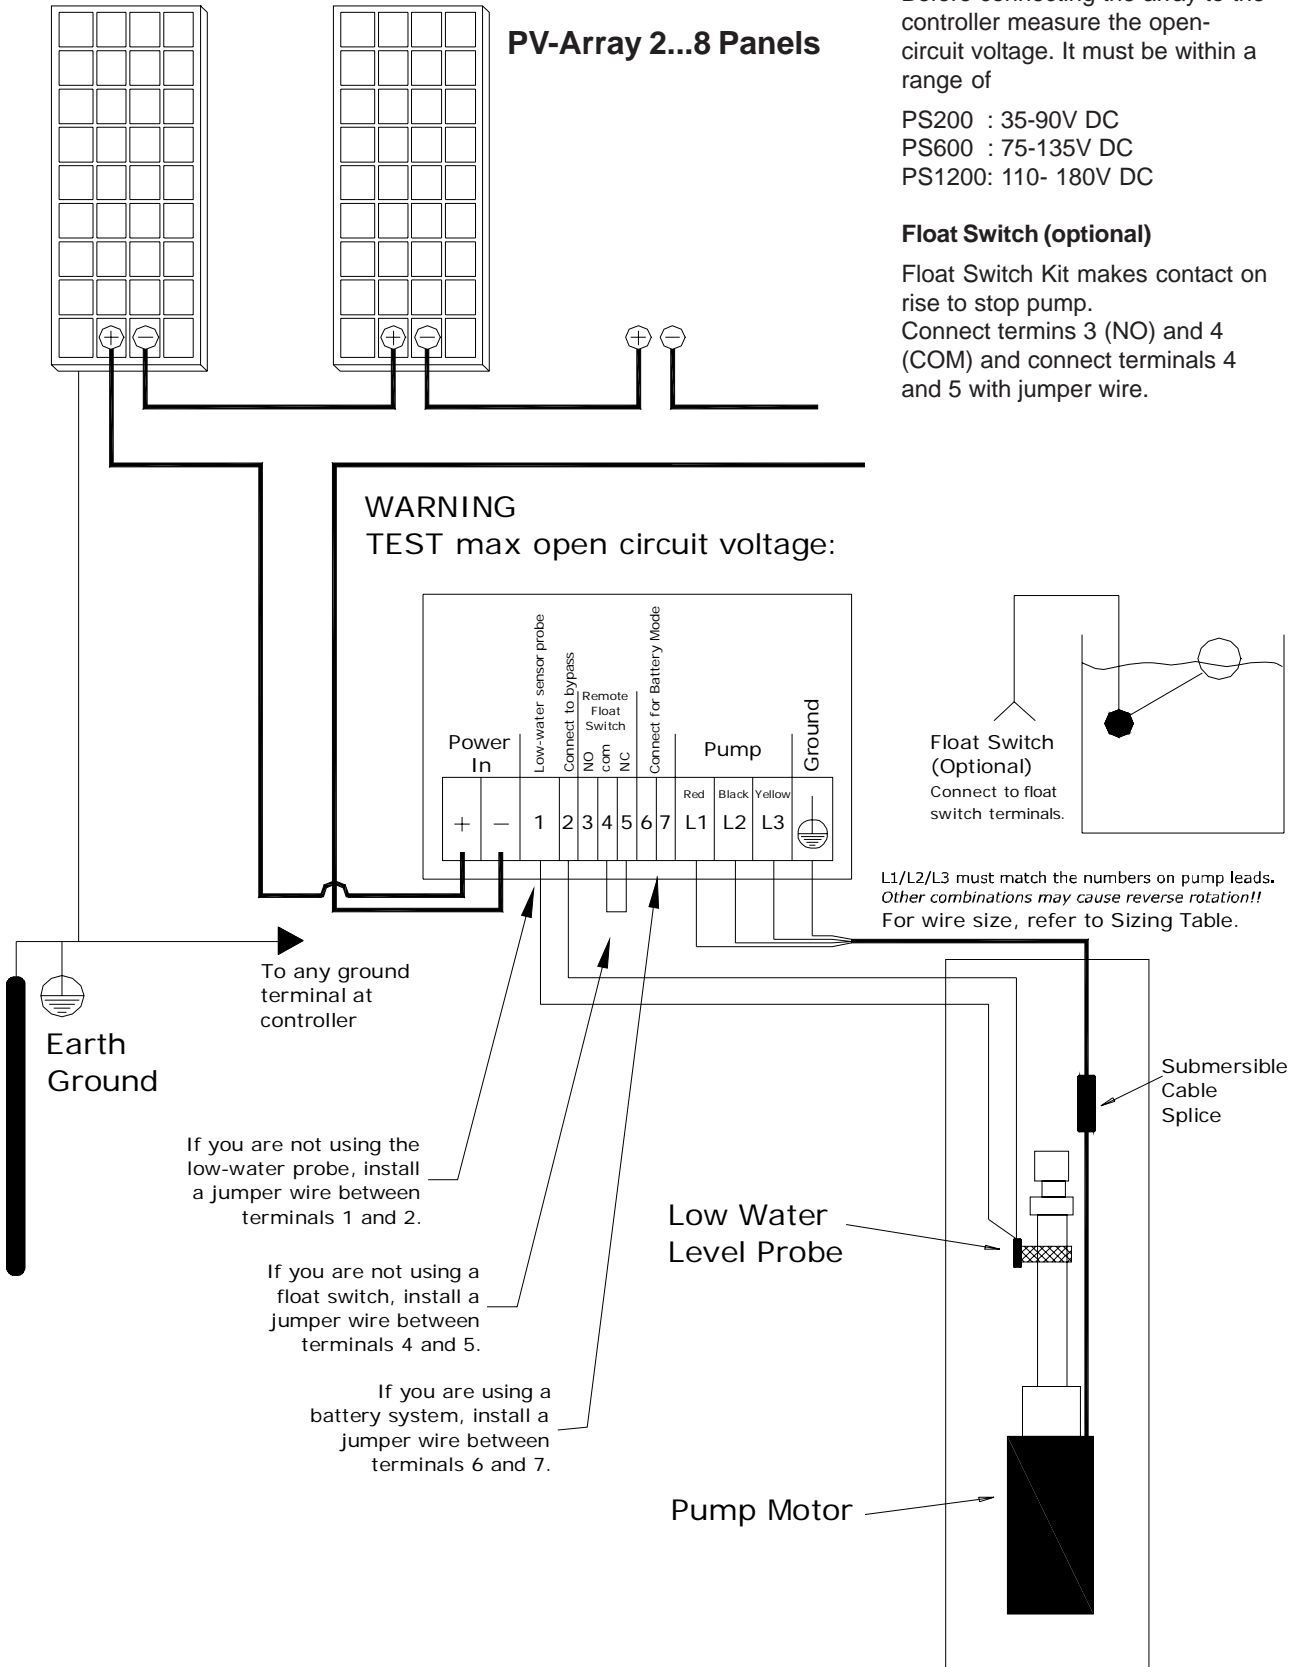 PV-Array 2...8 Panels
Before connecting the array to the
controller measure the open-
circuit voltage. It must be within a
range of
PS200 : 35-90V DC
PS600 : 75-135V DC
PS1200: 110- 180V DC
Float Switch (optional)
Float Switch Kit makes contact on
rise to stop pump.
Connect termins 3 (NO) and 4
(COM) and connect terminals 4
and 5 with jumper wire.
+ − + − + −
WARNING
TEST max open circuit voltage:
Power
In
Low-water sensor probe
Connect to bypass
Remote
Float
Switch
NO
com
NC
Connect for Battery Mode
Pump
Ground
Red Black Yellow
+ − 1 2 3 4 5 6 7 L1 L2 L3
Float Switch
(Optional)
Connect to float
switch terminals.
L1/L2/L3 must match the numbers on pump leads.
Other combinations may cause reverse rotation!!
For wire size, refer to Sizing Table.
To any ground
terminal at
controller
Earth
Ground
Submersible
Cable
Splice
If you are not using the
low-water probe, install
a jumper wire between
terminals 1 and 2.
Low Water
Level Probe
If you are not using a
float switch, install a
jumper wire between
terminals 4 and 5.
If you are using a
battery system, install a
jumper wire between
terminals 6 and 7.
Pump Motor